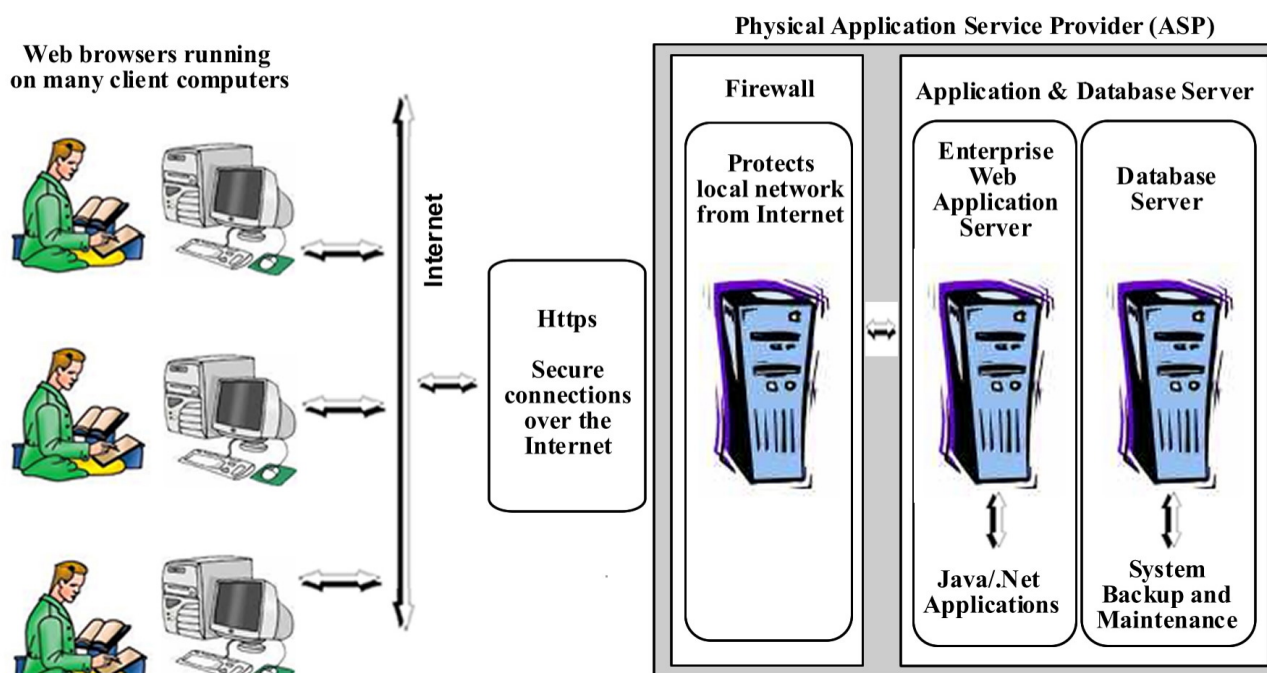 Physical Application Service Provider (ASP)
Web browsers running
on many client computers
Internet
Https
Secure
connections
over the
Internet
Firewall
Protects
local network
from Internet
Application & Database Server
Enterprise
Web
Application
Server
Java/.Net
Applications
Database
Server
System
Backup and
Maintenance